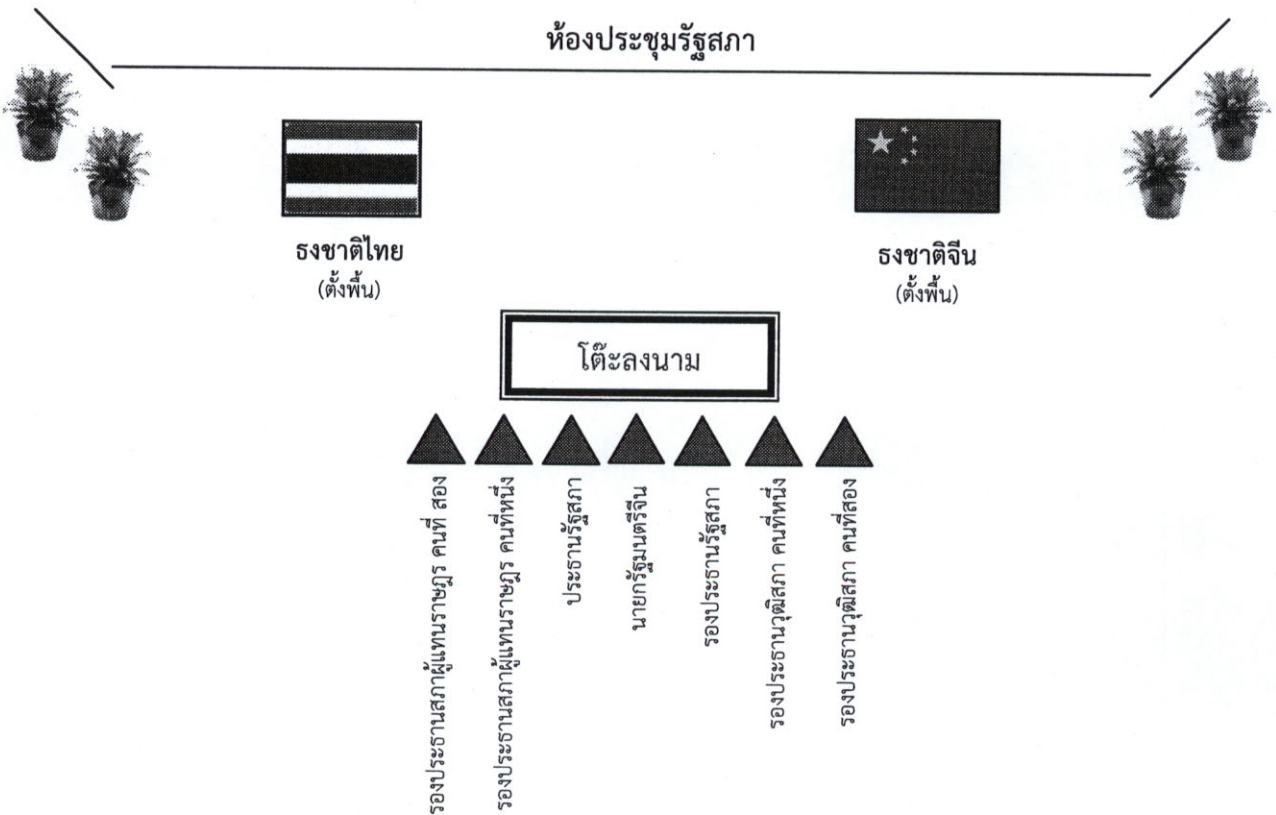 ห้องประชุมรัฐสภา
ธงชาติไทย
(ตั้งพื้น)
ธงชาติจีน
(ตั้งพื้น)
โต๊ะลงนาม
รองประธานสภาผู้แทนราษฎร คนที่ สอง
รองประธานสภาผู้แทนราษฎร คนที่หนึ่ง
ประธานรัฐสภา
นายกรัฐมนตรีจีน
รองประธานรัฐสภา
รองประธานวุฒิสภา คนที่หนึ่ง
รองประธานวุฒิสภา คนที่สอง